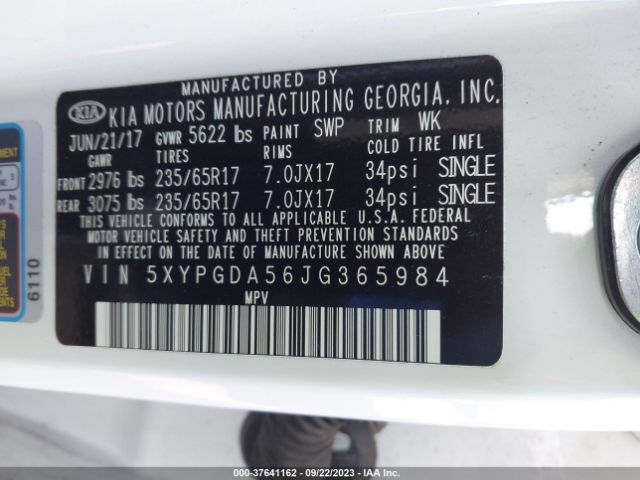 MANUFACTURED BY
KIA KIA MOTORS MANUFACTURING GEORGIA, INC.
JUN/21/17 GVWR 5622 lbs PAINT SWP TRIM WK
GAWR TIRES RIMS COLD TIRE INFL
FRONT 2976 lbs 235/65R17 7.0JX17 34psi SINGLE
REAR 3075 lbs 235/65R17 7.0JX17 34psi SINGLE
THIS VEHICLE CONFORMS TO ALL APPLICABLE U.S.A. FEDERAL
MOTOR VEHICLE SAFETY AND THEFT PREVENTION STANDARDS
IN EFFECT ON THE DATE OF MANUFACTURE SHOWN ABOVE
VIN 5XYPGDA56JG365984
MPV
6110
000-37641162 - 09/22/2023 - IAA Inc.